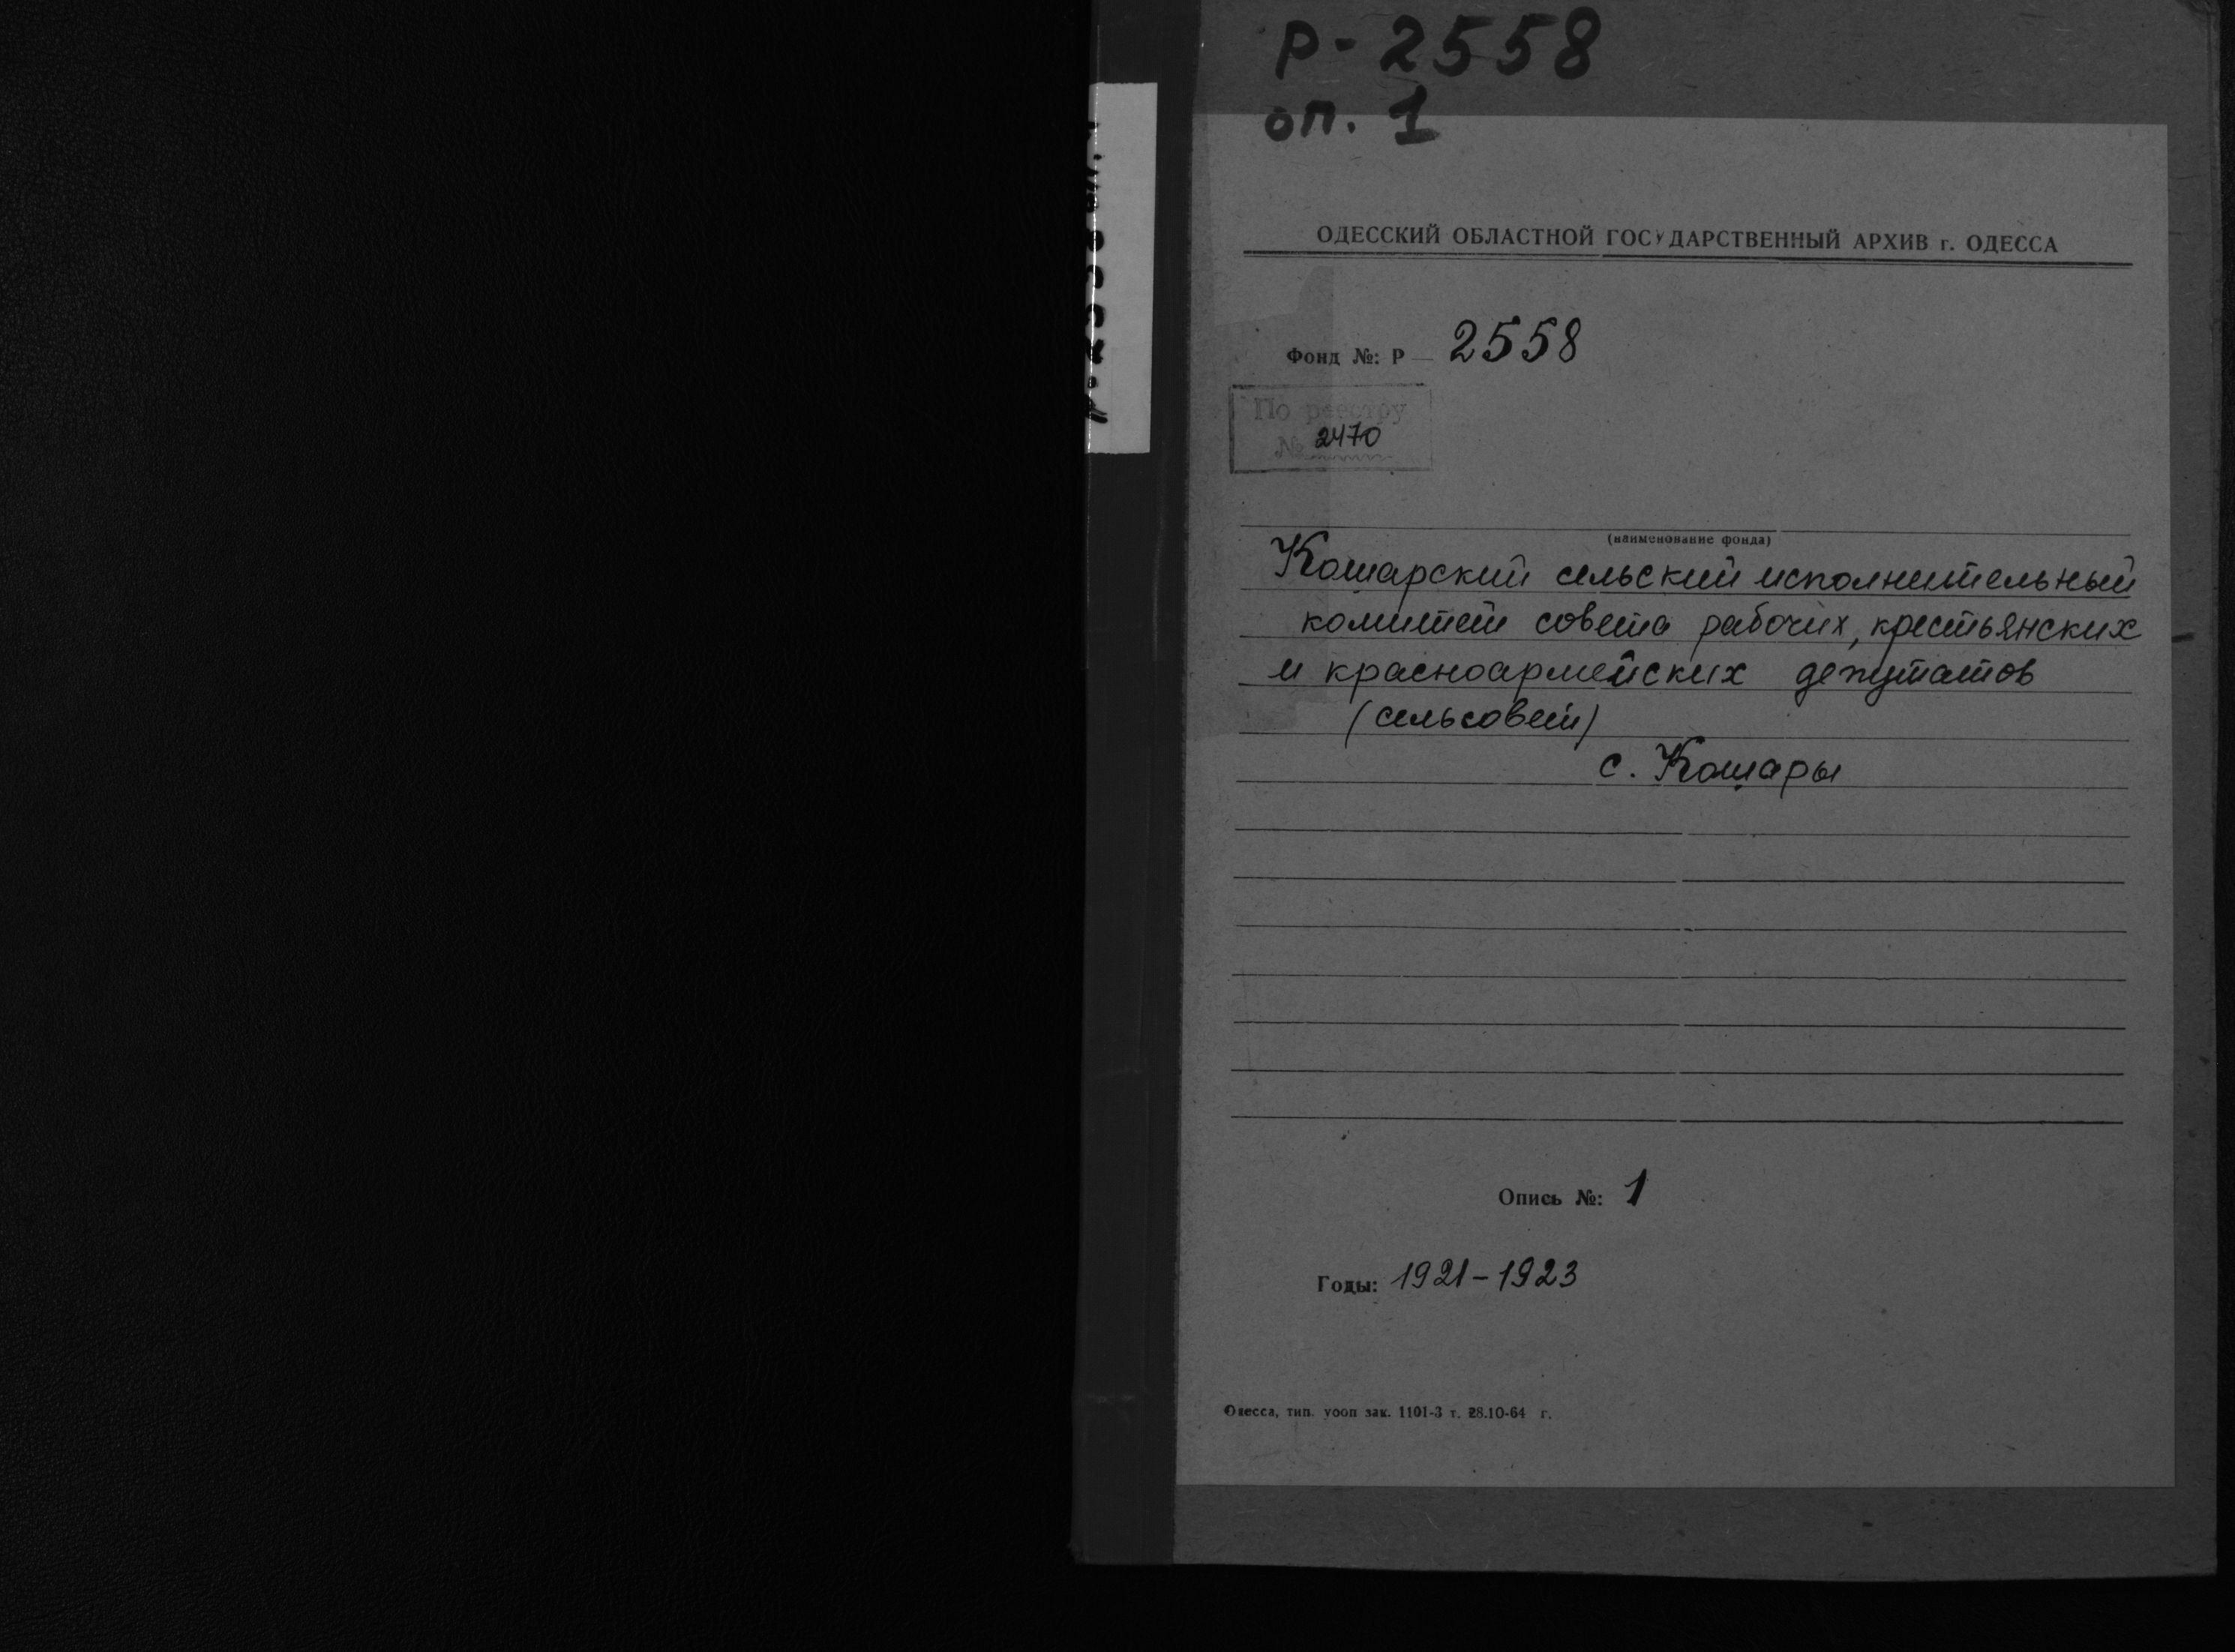 Р-2558
оп. 1
ОДЕССКИЙ ОБЛАСТНОЙ ГОСУДАРСТВЕННЫЙ АРХИВ г. ОДЕССА
Фонд №: Р — 2558
По реестру
№ 2470
(наименование фонда)
Кошарский сельский исполнительный
комитет совета рабочих, крестьянских
и красноармейских депутатов
(сельсовет)
с. Кошары
Опись №: 1
Годы: 1921-1923
Одесса, тип. уооп зак. 1101-3 т. 28.10-64 г.